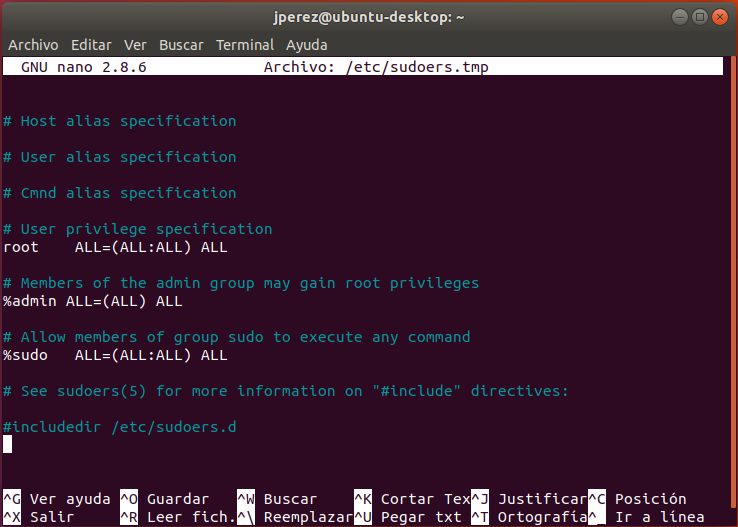 jperez@ubuntu-desktop: ~
Archivo Editar Ver Buscar Terminal Ayuda
GNU nano 2.8.6 Archivo: /etc/sudoers.tmp
# Host alias specification
# User alias specification
# Cmnd alias specification
# User privilege specification
root ALL=(ALL:ALL) ALL
# Members of the admin group may gain root privileges
%admin ALL=(ALL) ALL
# Allow members of group sudo to execute any command
%sudo ALL=(ALL:ALL) ALL
# See sudoers(5) for more information on "#include" directives:
#includedir /etc/sudoers.d
^G Ver ayuda ^O Guardar ^W Buscar ^K Cortar Tex^J Justificar^C Posición
^X Salir ^R Leer fich.^\ Reemplazar^U Pegar txt ^T Ortografía^_ Ir a línea